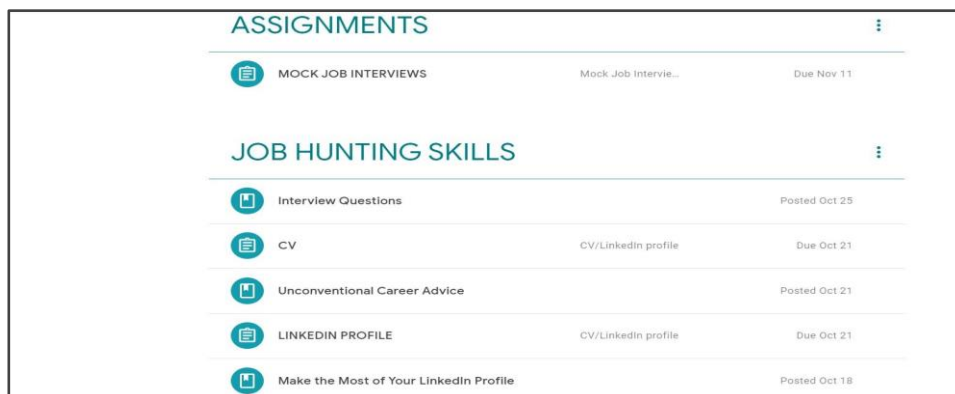 ASSIGNMENTS
MOCK JOB INTERVIEWS Mock Job Intervie... Due Nov 11
JOB HUNTING SKILLS
Interview Questions Posted Oct 25
CV CV/LinkedIn profile Due Oct 21
Unconventional Career Advice Posted Oct 21
LINKEDIN PROFILE CV/LinkedIn profile Due Oct 21
Make the Most of Your LinkedIn Profile Posted Oct 18